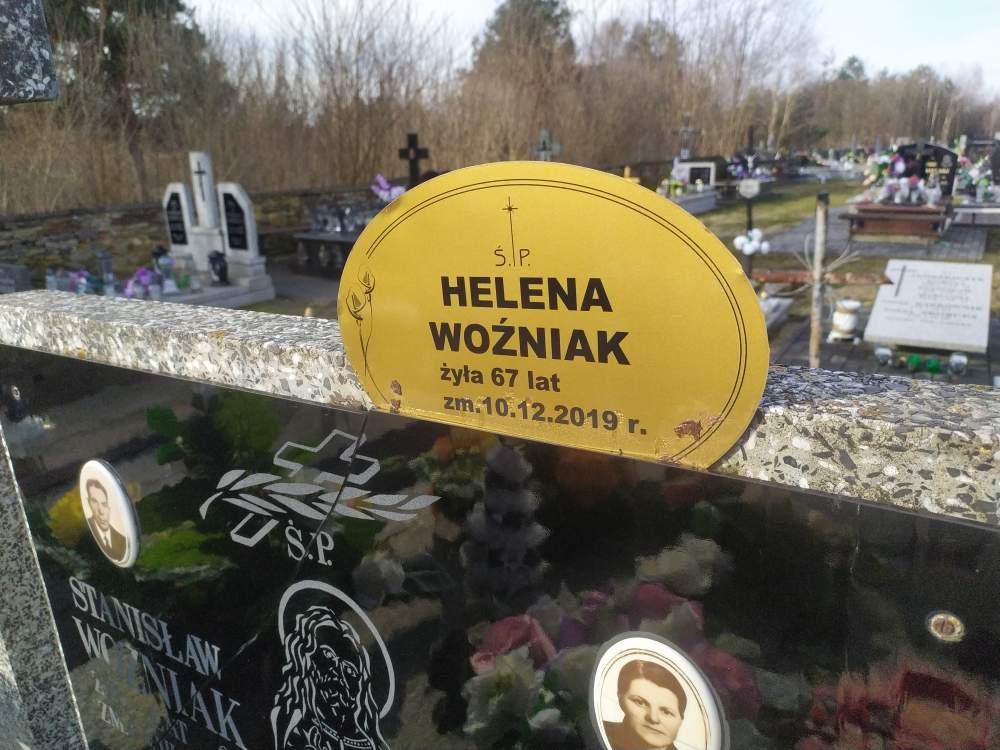 Ś.P.
HELENA
WOŹNIAK
żyła 67 lat
zm.10.12.2019 r.
Ś.P.
STANISŁAW
WOŹNIAK